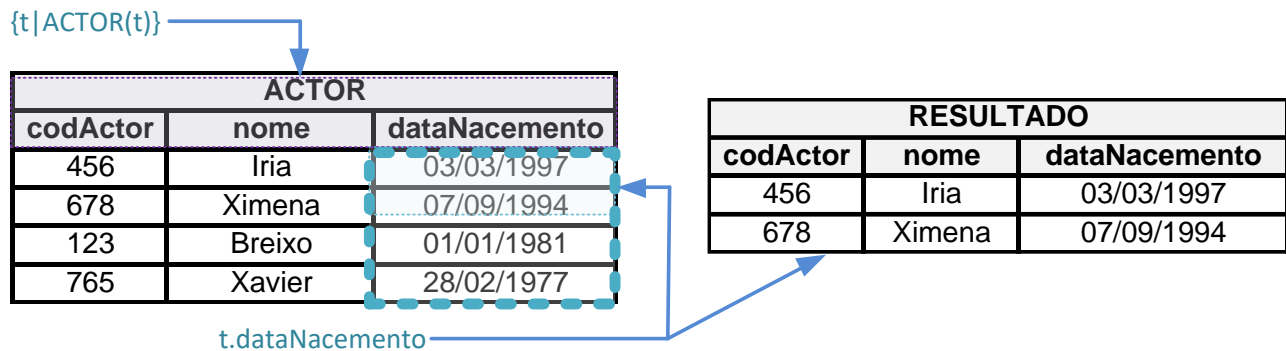 {t|ACTOR(t)}
ACTOR
codActor nome dataNacemento
456 Iria 03/03/1997
678 Ximena 07/09/1994
123 Breixo 01/01/1981
765 Xavier 28/02/1977
RESULTADO
codActor nome dataNacemento
456 Iria 03/03/1997
678 Ximena 07/09/1994
t.dataNacemento